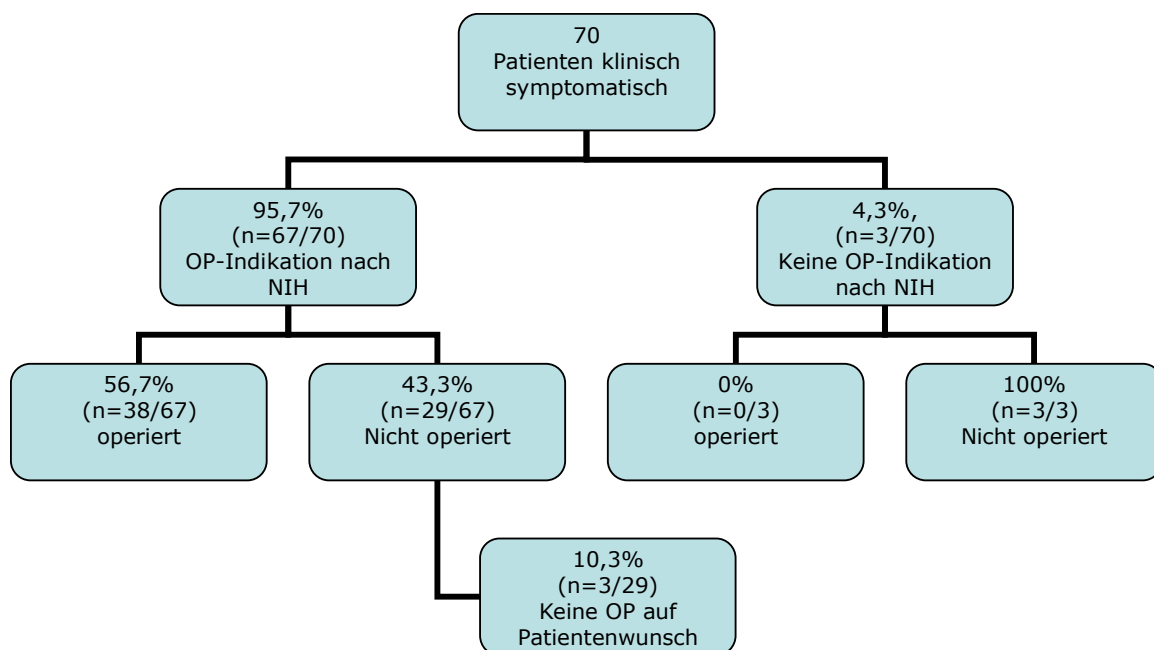 70
Patienten klinisch
symptomatisch
95,7%
(n=67/70)
OP-Indikation nach
NIH
4,3%,
(n=3/70)
Keine OP-Indikation
nach NIH
56,7%
(n=38/67)
operiert
43,3%
(n=29/67)
Nicht operiert
0%
(n=0/3)
operiert
100%
(n=3/3)
Nicht operiert
10,3%
(n=3/29)
Keine OP auf
Patientenwunsch